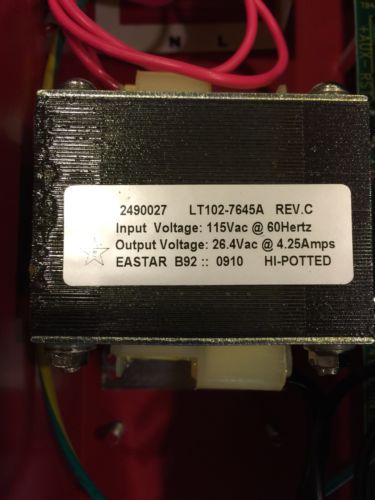 N L
2490027 LT102-7645A REV.C
Input Voltage: 115Vac @ 60Hertz
Output Voltage: 26.4Vac @ 4.25Amps
EASTAR B92 :: 0910 HI-POTTED